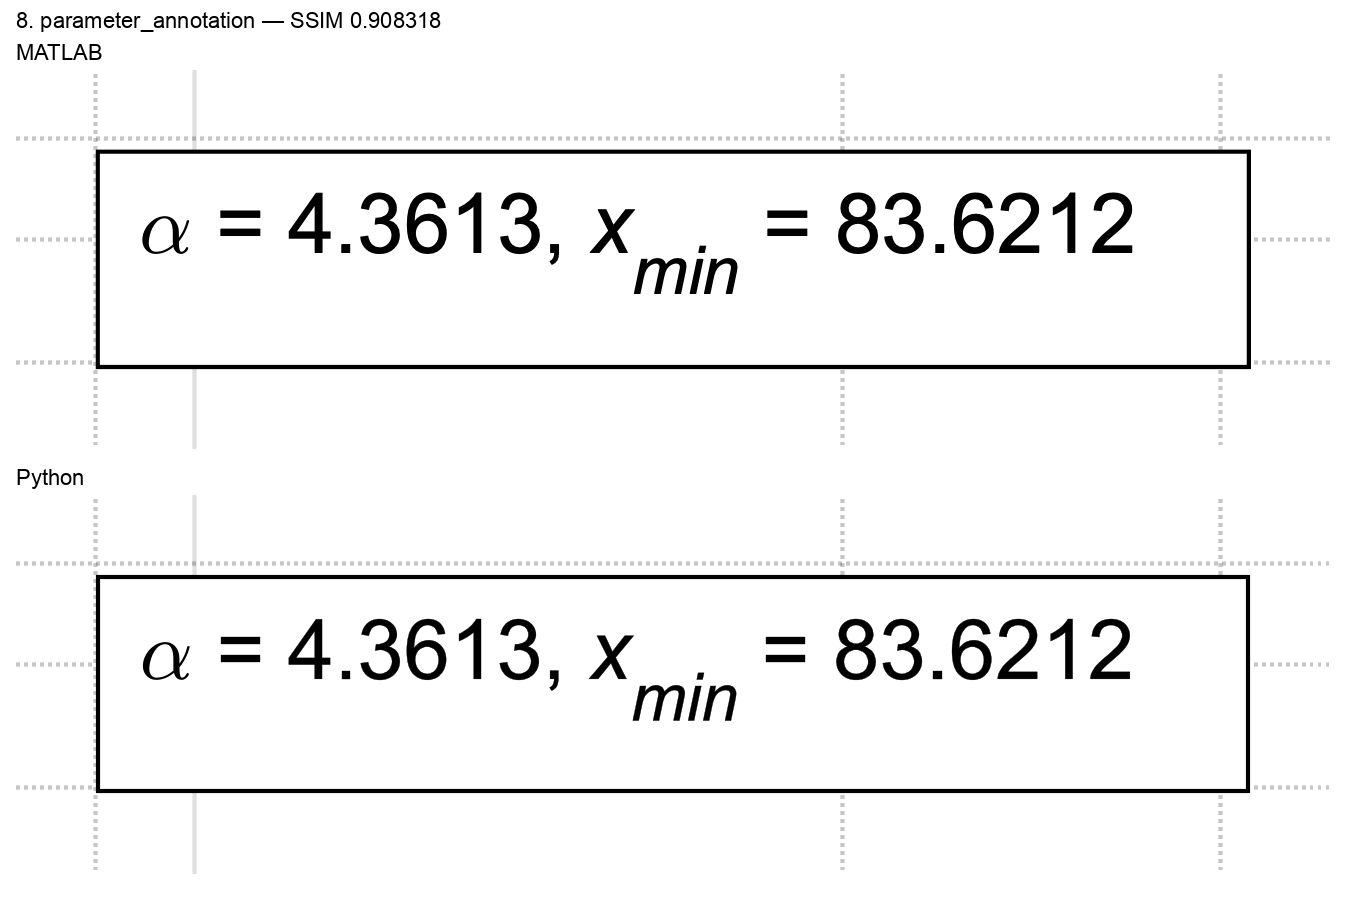 8. parameter_annotation — SSIM 0.908318
MATLAB
α = 4.3613, x_min = 83.6212
Python
α = 4.3613, x_min = 83.6212